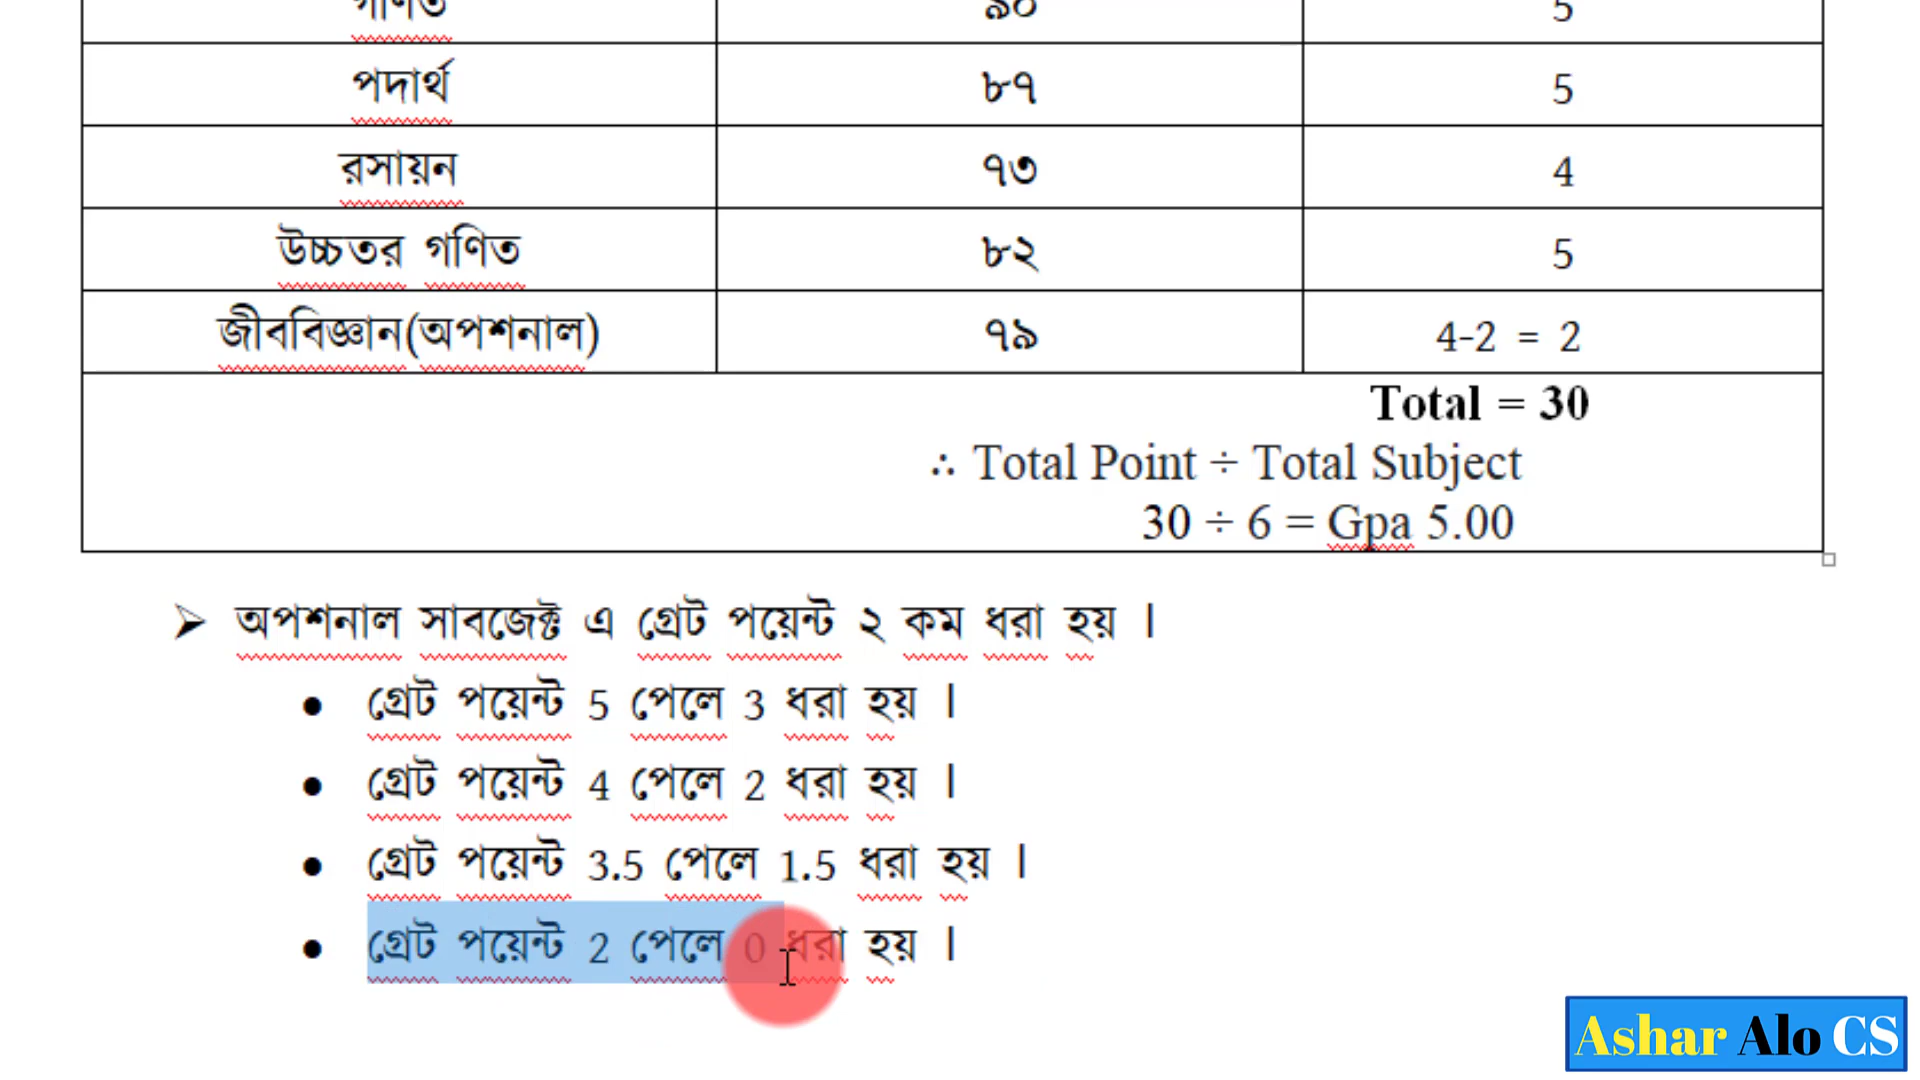 গণিত ৯০ 5
পদার্থ ৮৭ 5
রসায়ন ৭৩ 4
উচ্চতর গণিত ৮২ 5
জীববিজ্ঞান(অপশনাল) ৭৯ 4-2 = 2
Total = 30
∴ Total Point ÷ Total Subject
30 ÷ 6 = Gpa 5.00
➢ অপশনাল সাবজেক্ট এ গ্রেট পয়েন্ট ২ কম ধরা হয় ।
• গ্রেট পয়েন্ট 5 পেলে 3 ধরা হয় ।
• গ্রেট পয়েন্ট 4 পেলে 2 ধরা হয় ।
• গ্রেট পয়েন্ট 3.5 পেলে 1.5 ধরা হয় ।
• গ্রেট পয়েন্ট 2 পেলে 0 ধরা হয় ।
Ashar Alo CS